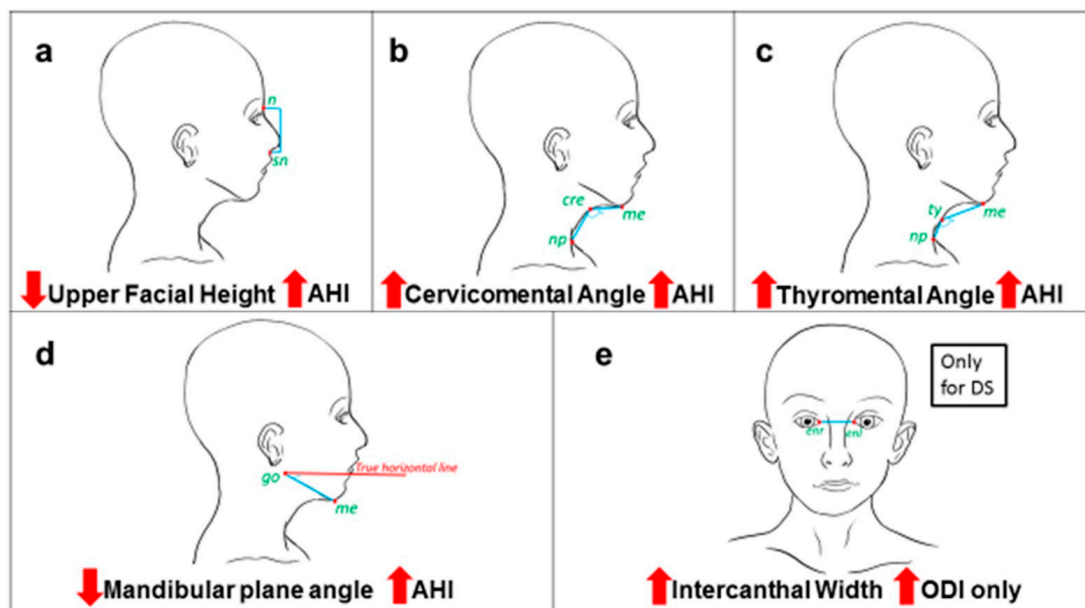 a
n
sn
Upper Facial Height AHI
b
cre
me
np
Cervicomental Angle AHI
c
ty
me
np
Thyromental Angle AHI
d
True horizontal line
go
me
Mandibular plane angle AHI
e
Only
for DS
enr enl
Intercanthal Width ODI only